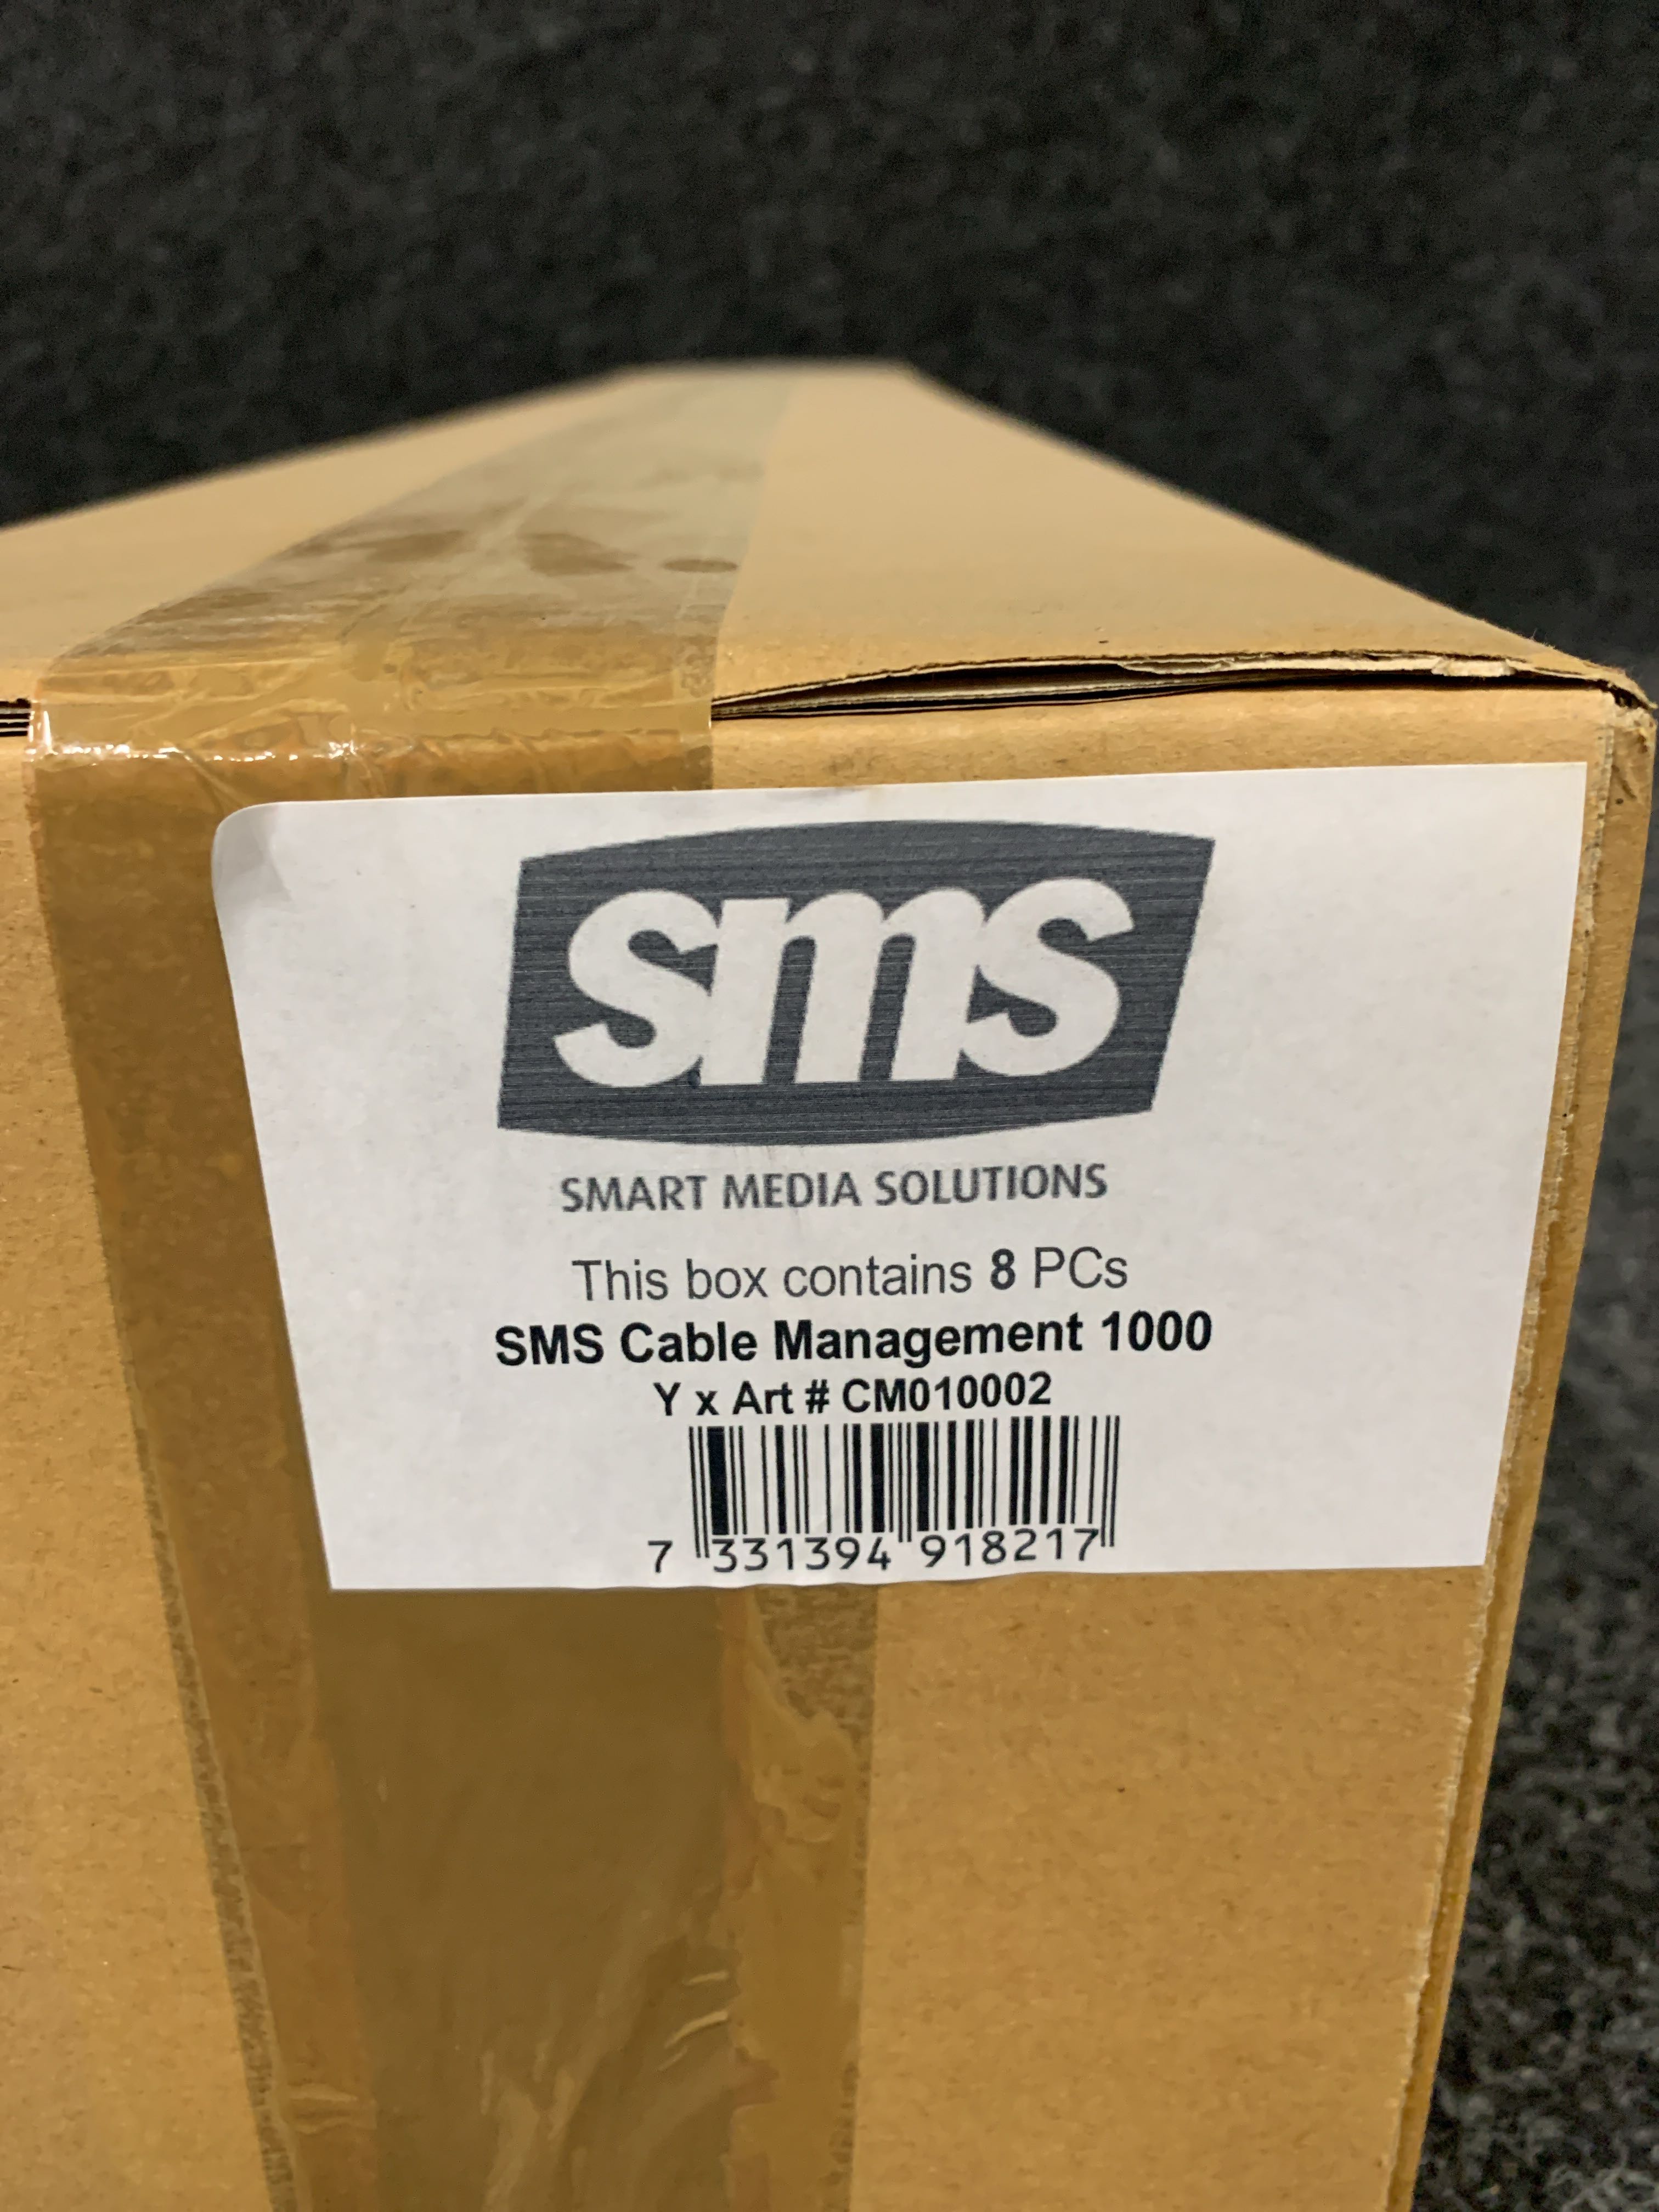 sms
SMART MEDIA SOLUTIONS
This box contains 8 PCs
SMS Cable Management 1000
Y x Art # CM010002
7 331394 918217